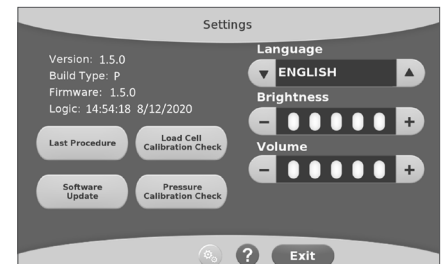 Settings
Version: 1.5.0
Build Type: P
Firmware: 1.5.0
Logic: 14:54:18 8/12/2020
Last Procedure
Load Cell
Calibration Check
Software
Update
Pressure
Calibration Check
Language
▼ ENGLISH ▲
Brightness
− +
Volume
− +
? Exit